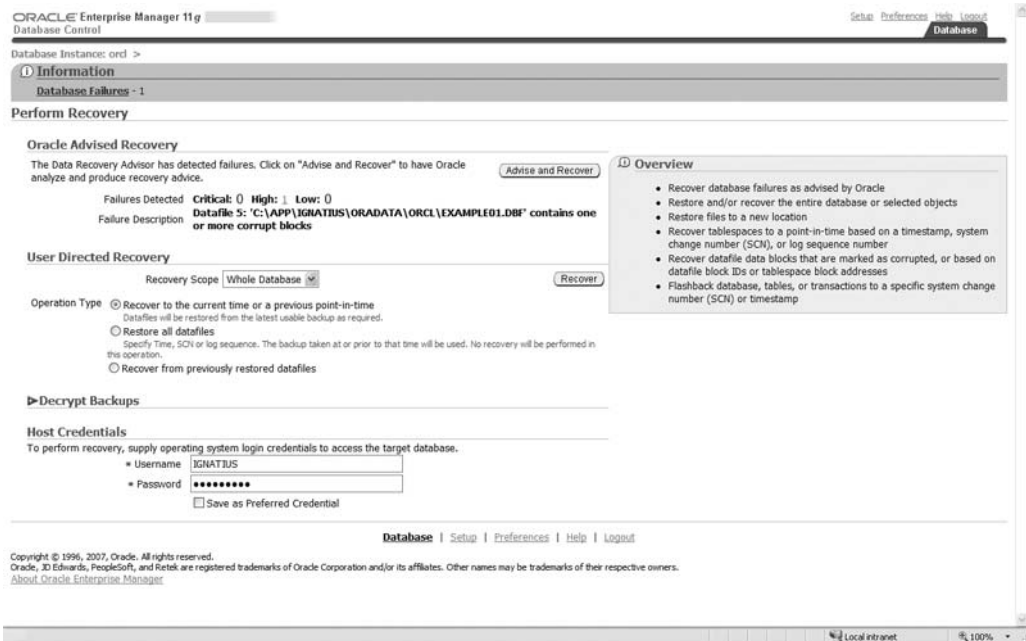 ORACLE Enterprise Manager 11g
Database Control
Setup Preferences Help Logout
Database
Database Instance: orcl >
Information
Database Failures - 1
Perform Recovery
Oracle Advised Recovery
The Data Recovery Advisor has detected failures. Click on "Advise and Recover" to have Oracle
analyze and produce recovery advice.
Advise and Recover
Failures Detected Critical: 0 High: 1 Low: 0
Failure Description Datafile 5: 'C:\APP\IGNATIUS\ORADATA\ORCL\EXAMPLE01.DBF' contains one
or more corrupt blocks
User Directed Recovery
Recovery Scope Whole Database
Recover
Operation Type Recover to the current time or a previous point-in-time
Datafiles will be restored from the latest usable backup as required.
Restore all datafiles
Specify Time, SCN or log sequence. The backup taken at or prior to that time will be used. No recovery will be performed in
this operation.
Recover from previously restored datafiles
Decrypt Backups
Host Credentials
To perform recovery, supply operating system login credentials to access the target database.
* Username IGNATIUS
* Password •••••••••
Save as Preferred Credential
Overview
• Recover database failures as advised by Oracle
• Restore and/or recover the entire database or selected objects
• Restore files to a new location
• Recover tablespaces to a point-in-time based on a timestamp, system
change number (SCN), or log sequence number
• Recover datafile data blocks that are marked as corrupted, or based on
datafile block IDs or tablespace block addresses
• Flashback database, tables, or transactions to a specific system change
number (SCN) or timestamp
Database | Setup | Preferences | Help | Logout
Copyright © 1996, 2007, Oracle. All rights reserved.
Oracle, JD Edwards, PeopleSoft, and Retek are registered trademarks of Oracle Corporation and/or its affiliates. Other names may be trademarks of their respective owners.
About Oracle Enterprise Manager
Local intranet
100%